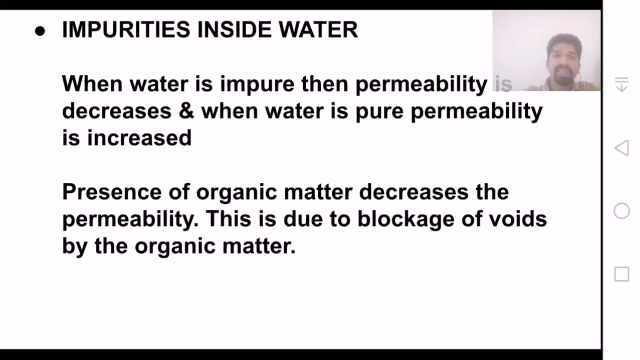 ● IMPURITIES INSIDE WATER
When water is impure then permeability is
decreases & when water is pure permeability
is increased
Presence of organic matter decreases the
permeability. This is due to blockage of voids
by the organic matter.